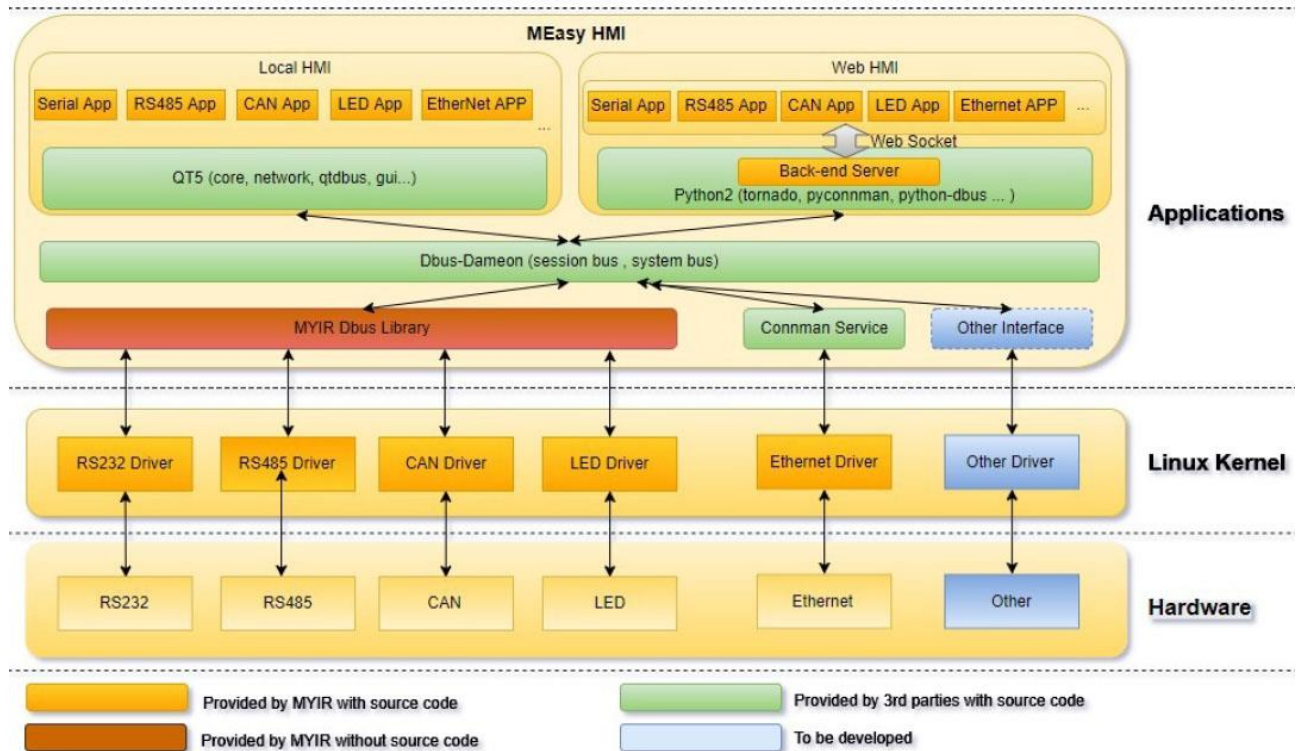 MEasy HMI
Local HMI
Serial App RS485 App CAN App LED App EtherNet APP ...
QT5 (core, network, qtdbus, gui...)
Web HMI
Serial App RS485 App CAN App LED App Ethernet APP ...
Web Socket
Back-end Server
Python2 (tornado, pyconnman, python-dbus ... )
Applications
Dbus-Dameon (session bus , system bus)
MYIR Dbus Library Connman Service Other Interface
RS232 Driver RS485 Driver CAN Driver LED Driver Ethernet Driver Other Driver
Linux Kernel
RS232 RS485 CAN LED Ethernet Other
Hardware
Provided by MYIR with source code
Provided by 3rd parties with source code
Provided by MYIR without source code
To be developed